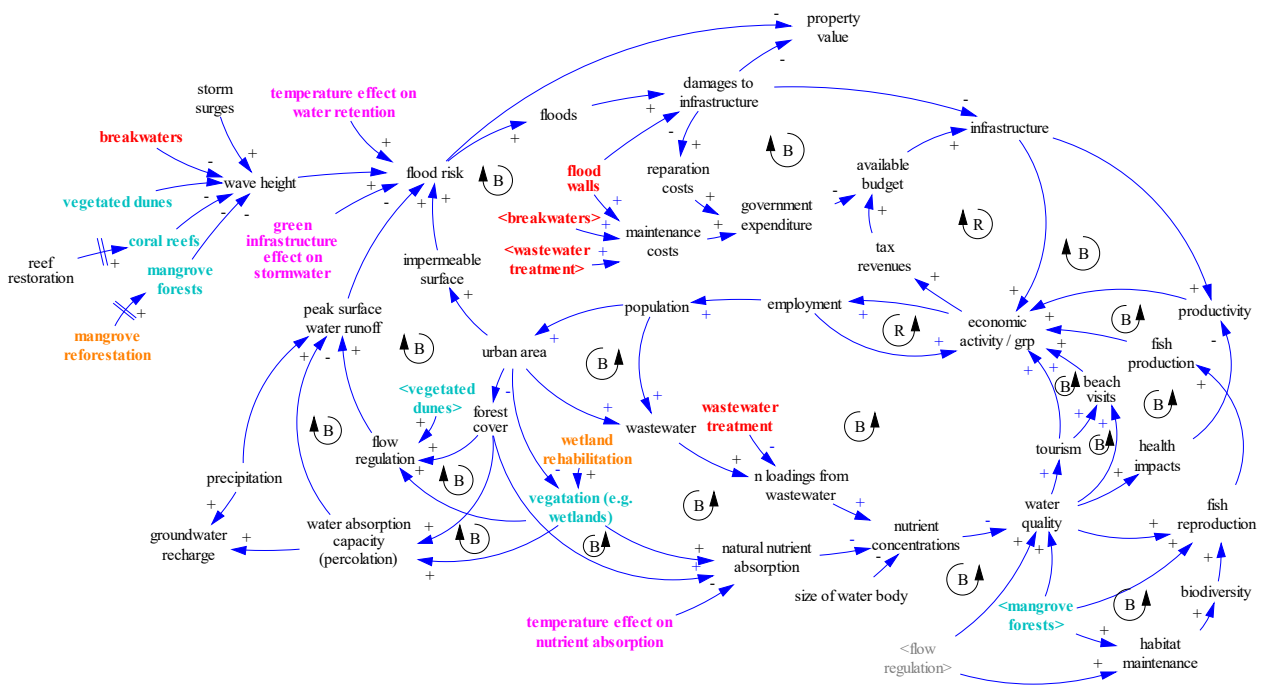 property
value
storm
surges
temperature effect on
water retention
damages to
infrastructure
floods
infrastructure
breakwaters
B
available
budget
flood risk
B
reparation
costs
flood
walls
wave height
vegetated dunes
government
expenditure
<breakwaters>
R
green
infrastructure
effect on
stormwater
maintenance
costs
coral reefs
<wastewater
treatment>
tax
revenues
B
reef
restoration
mangrove
forests
impermeable
surface
peak surface
water runoff
population
employment
economic
activity / grp
productivity
B
mangrove
reforestation
R
B
urban area
B
fish
production
<vegetated
dunes>
B
beach
visits
B
forest
cover
wastewater
treatment
B
wastewater
B
flow
regulation
wetland
rehabilitation
B
tourism
health
impacts
precipitation
B
n loadings from
wastewater
vegatation (e.g.
wetlands)
B
water
quality
fish
reproduction
groundwater
recharge
water absorption
capacity
(percolation)
B
B
nutrient
concentrations
natural nutrient
absorption
B
size of water body
biodiversity
<mangrove
forests>
B
temperature effect on
nutrient absorption
<flow
regulation>
habitat
maintenance